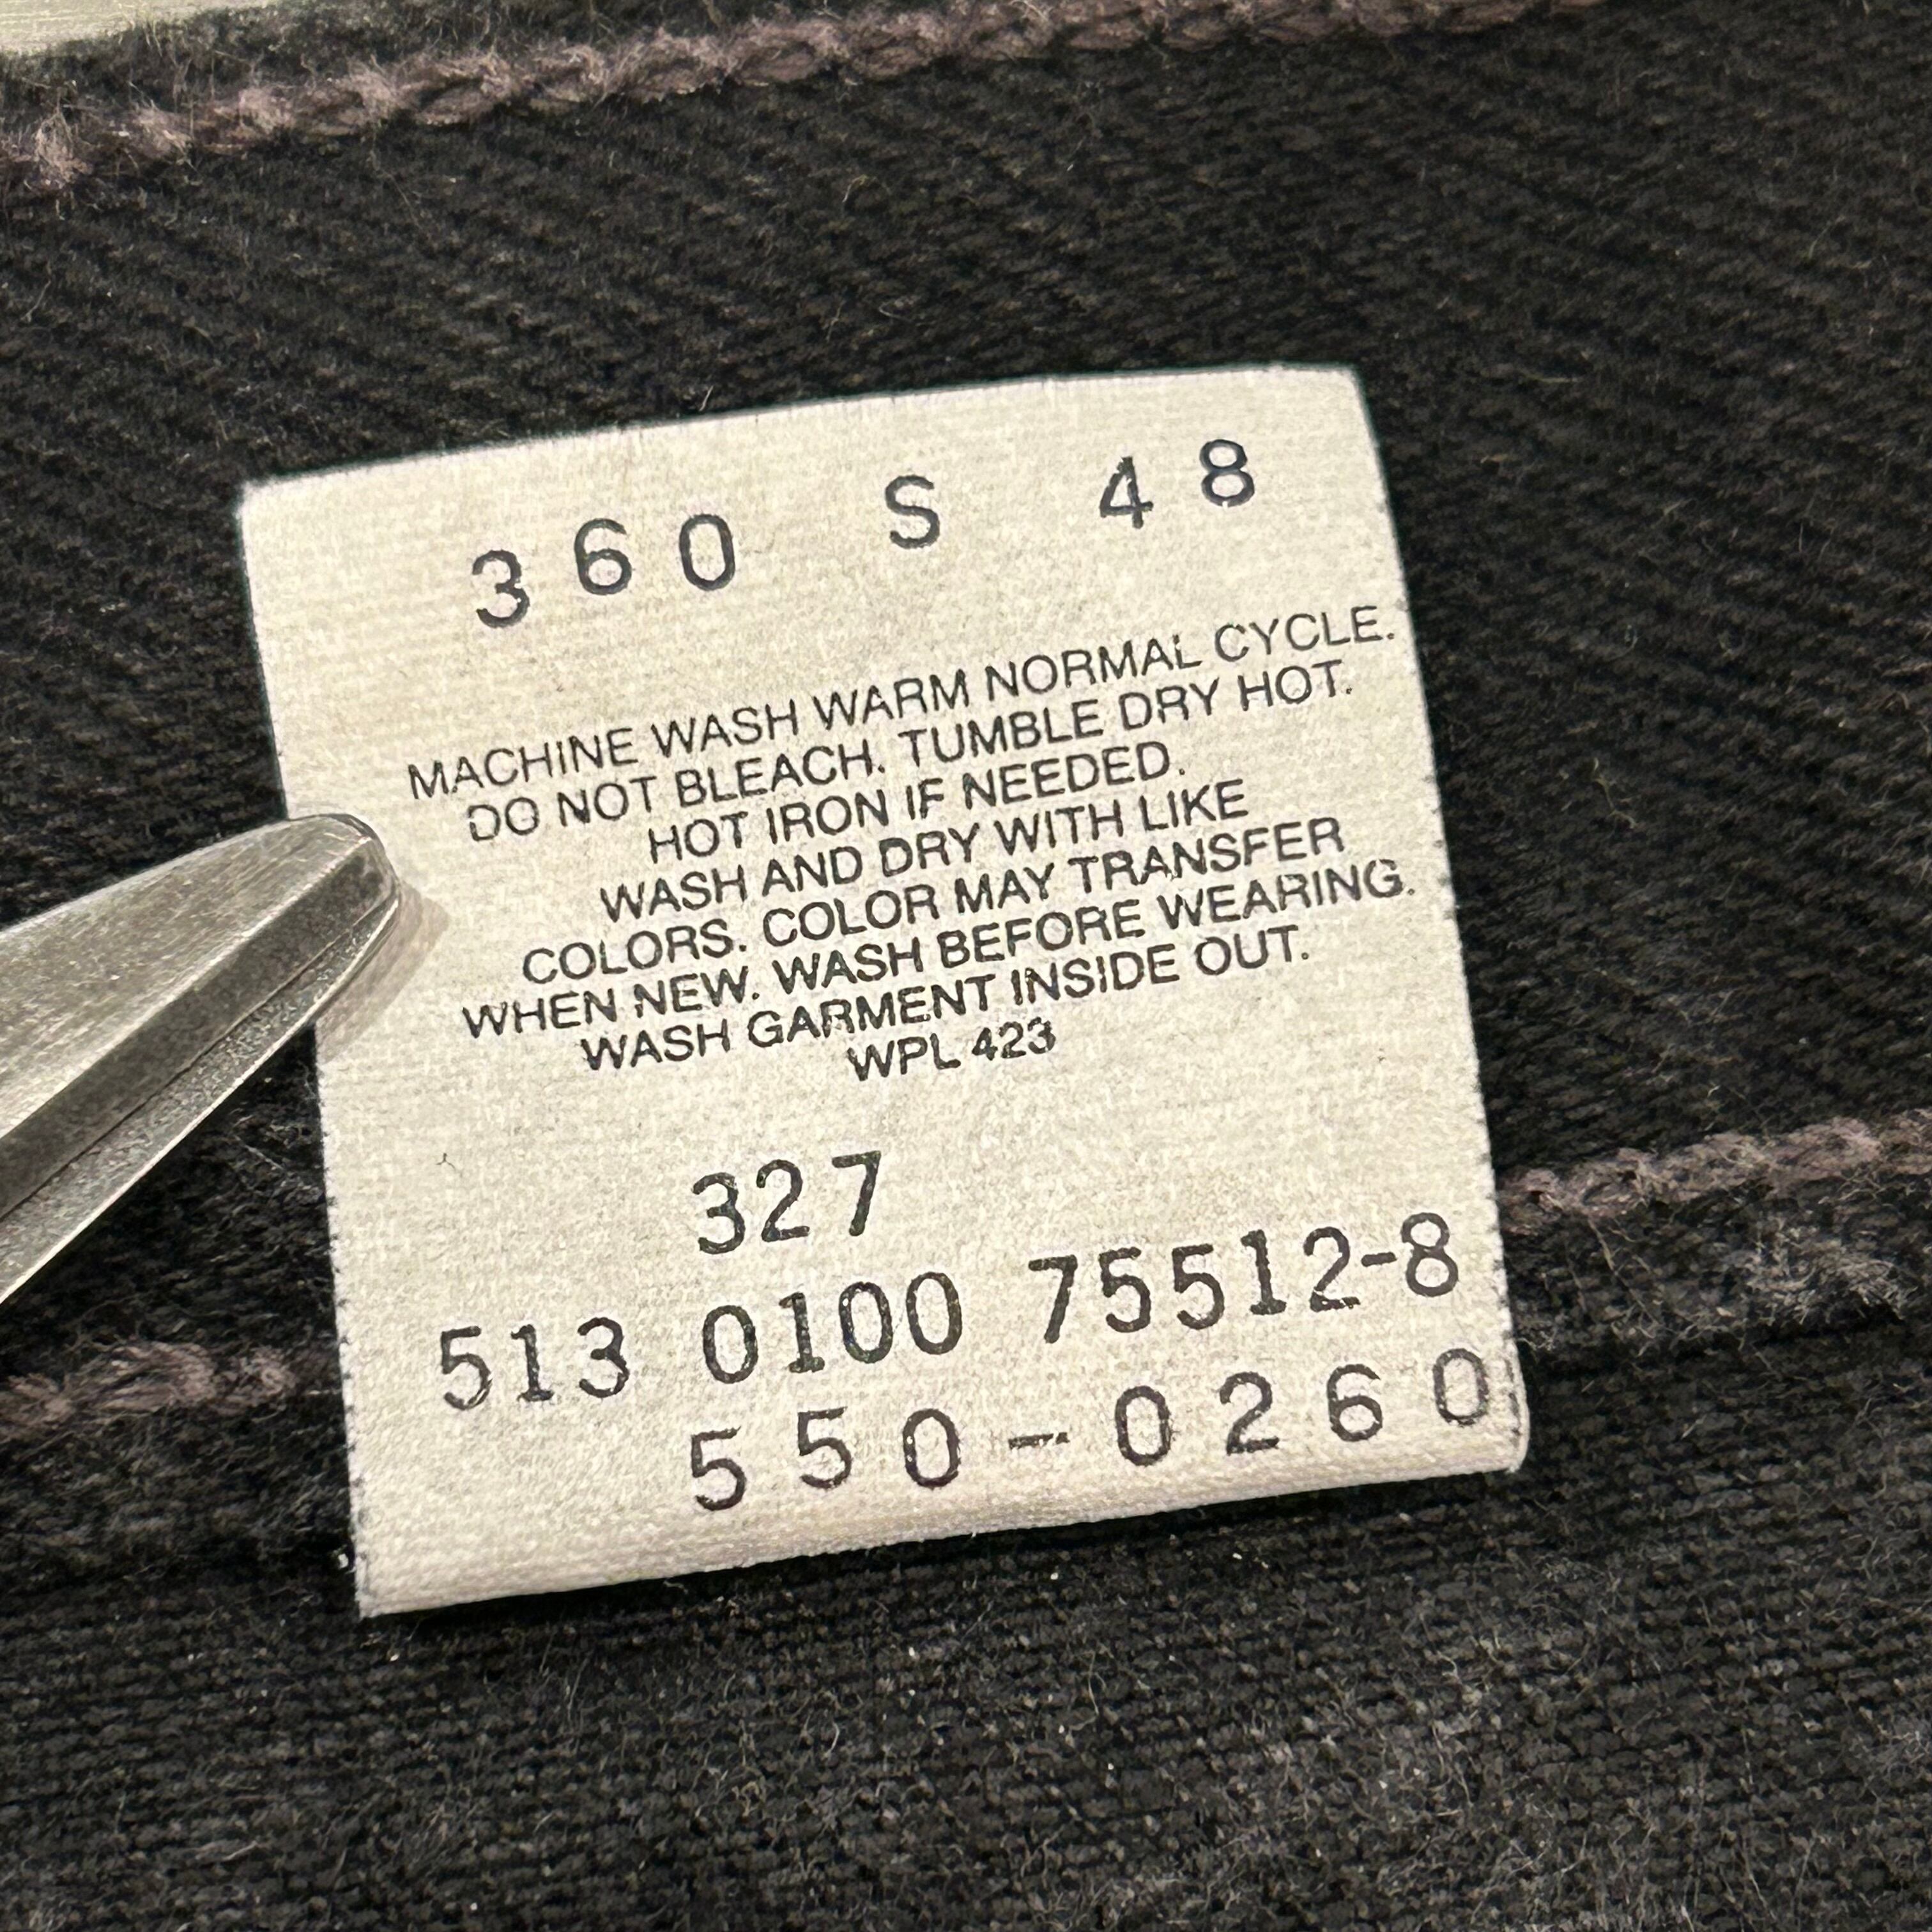 360 S 48
MACHINE WASH WARM NORMAL CYCLE.
DO NOT BLEACH. TUMBLE DRY HOT.
HOT IRON IF NEEDED.
WASH AND DRY WITH LIKE
COLORS. COLOR MAY TRANSFER
WHEN NEW. WASH BEFORE WEARING.
WASH GARMENT INSIDE OUT.
WPL 423
327
513 0100 75512-8
550-0260